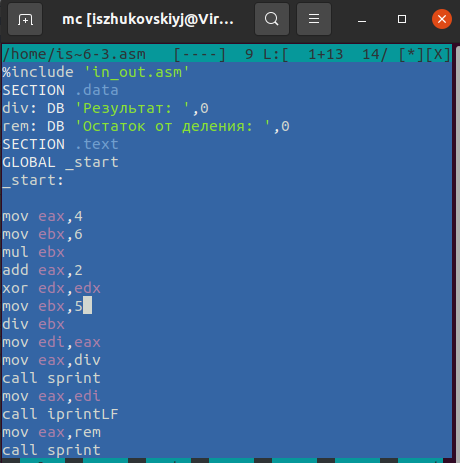 mc [iszhukovskiyj@Vir...
/home/is~6-3.asm [----] 9 L:[ 1+13 14/ [*][X]
%include 'in_out.asm'
SECTION .data
div: DB 'Результат: ',0
rem: DB 'Остаток от деления: ',0
SECTION .text
GLOBAL _start
_start:
mov eax,4
mov ebx,6
mul ebx
add eax,2
xor edx,edx
mov ebx,5
div ebx
mov edi,eax
mov eax,div
call sprint
mov eax,edi
call iprintLF
mov eax,rem
call sprint